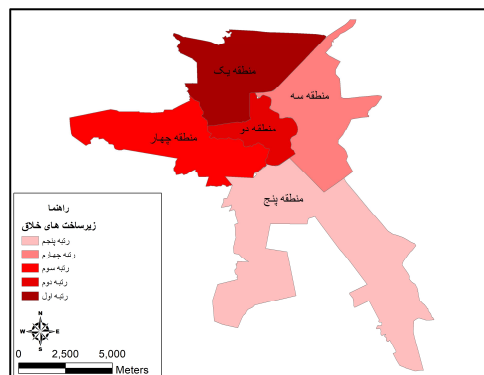 منطقه یک
منطقه سه
منطقه دو
منطقه چهار
منطقه پنج
راهنما
زیرساخت های خلاق
رتبه پنجم
رتبه چهارم
رتبه سوم
رتبه دوم
رتبه اول
N
W E
S
0 2,500 5,000
Meters